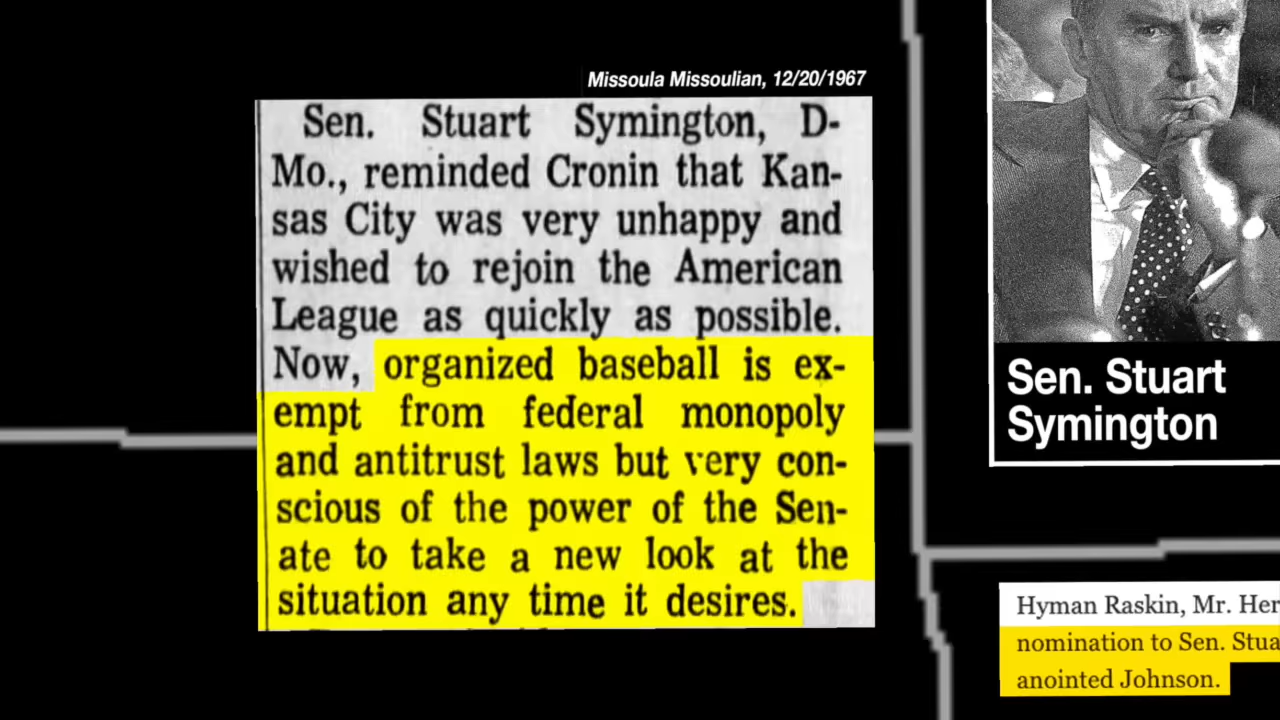 Missoula Missoulian, 12/20/1967
Sen. Stuart Symington, D-
Mo., reminded Cronin that Kan-
sas City was very unhappy and
wished to rejoin the American
League as quickly as possible.
Now, organized baseball is ex-
empt from federal monopoly
and antitrust laws but very con-
scious of the power of the Sen-
ate to take a new look at the
situation any time it desires.
Sen. Stuart
Symington
Hyman Raskin, Mr. Her
nomination to Sen. Stua
anointed Johnson.